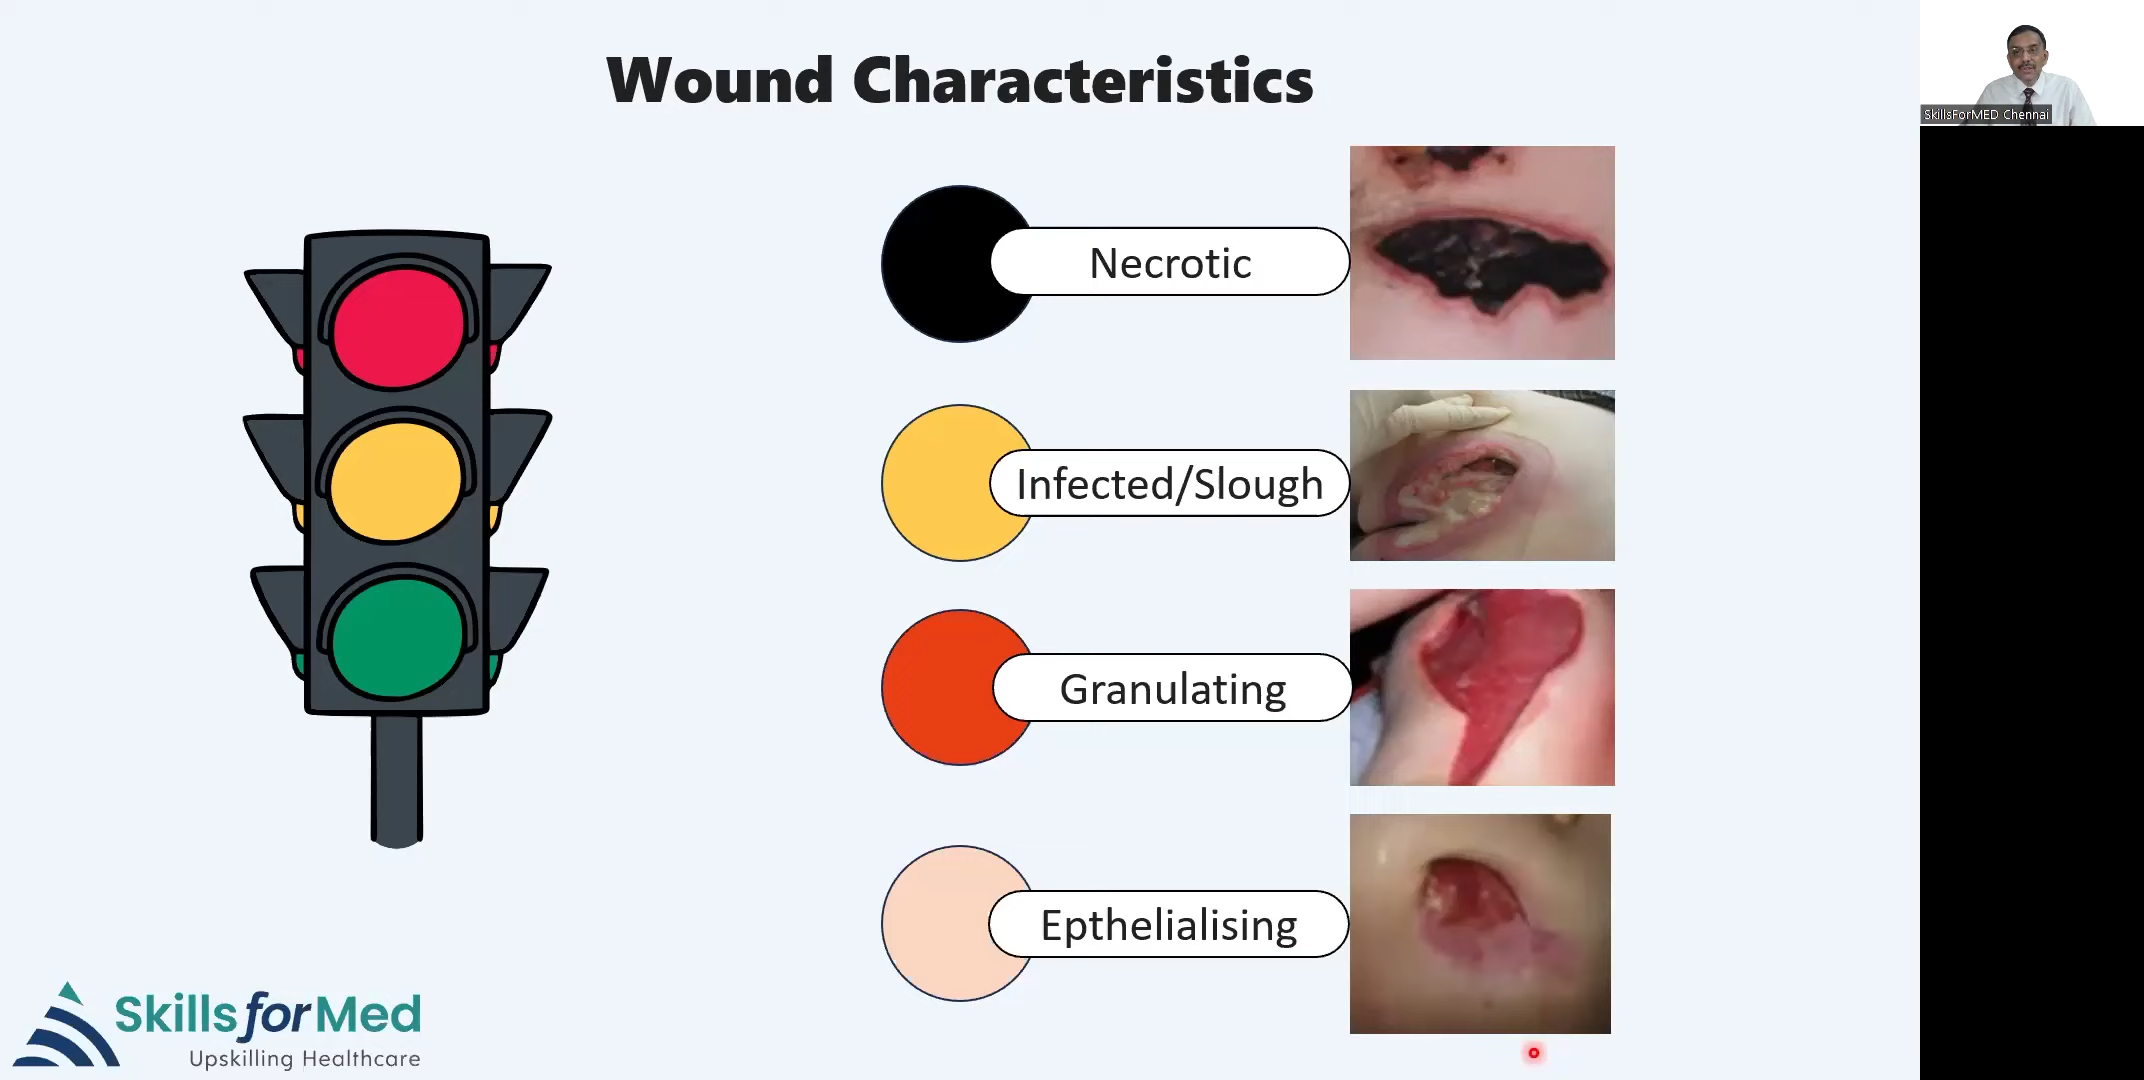 Wound Characteristics
SkillsForMED Chennai
Necrotic
Infected/Slough
Granulating
Epthelialising
Skills for Med
Upskilling Healthcare